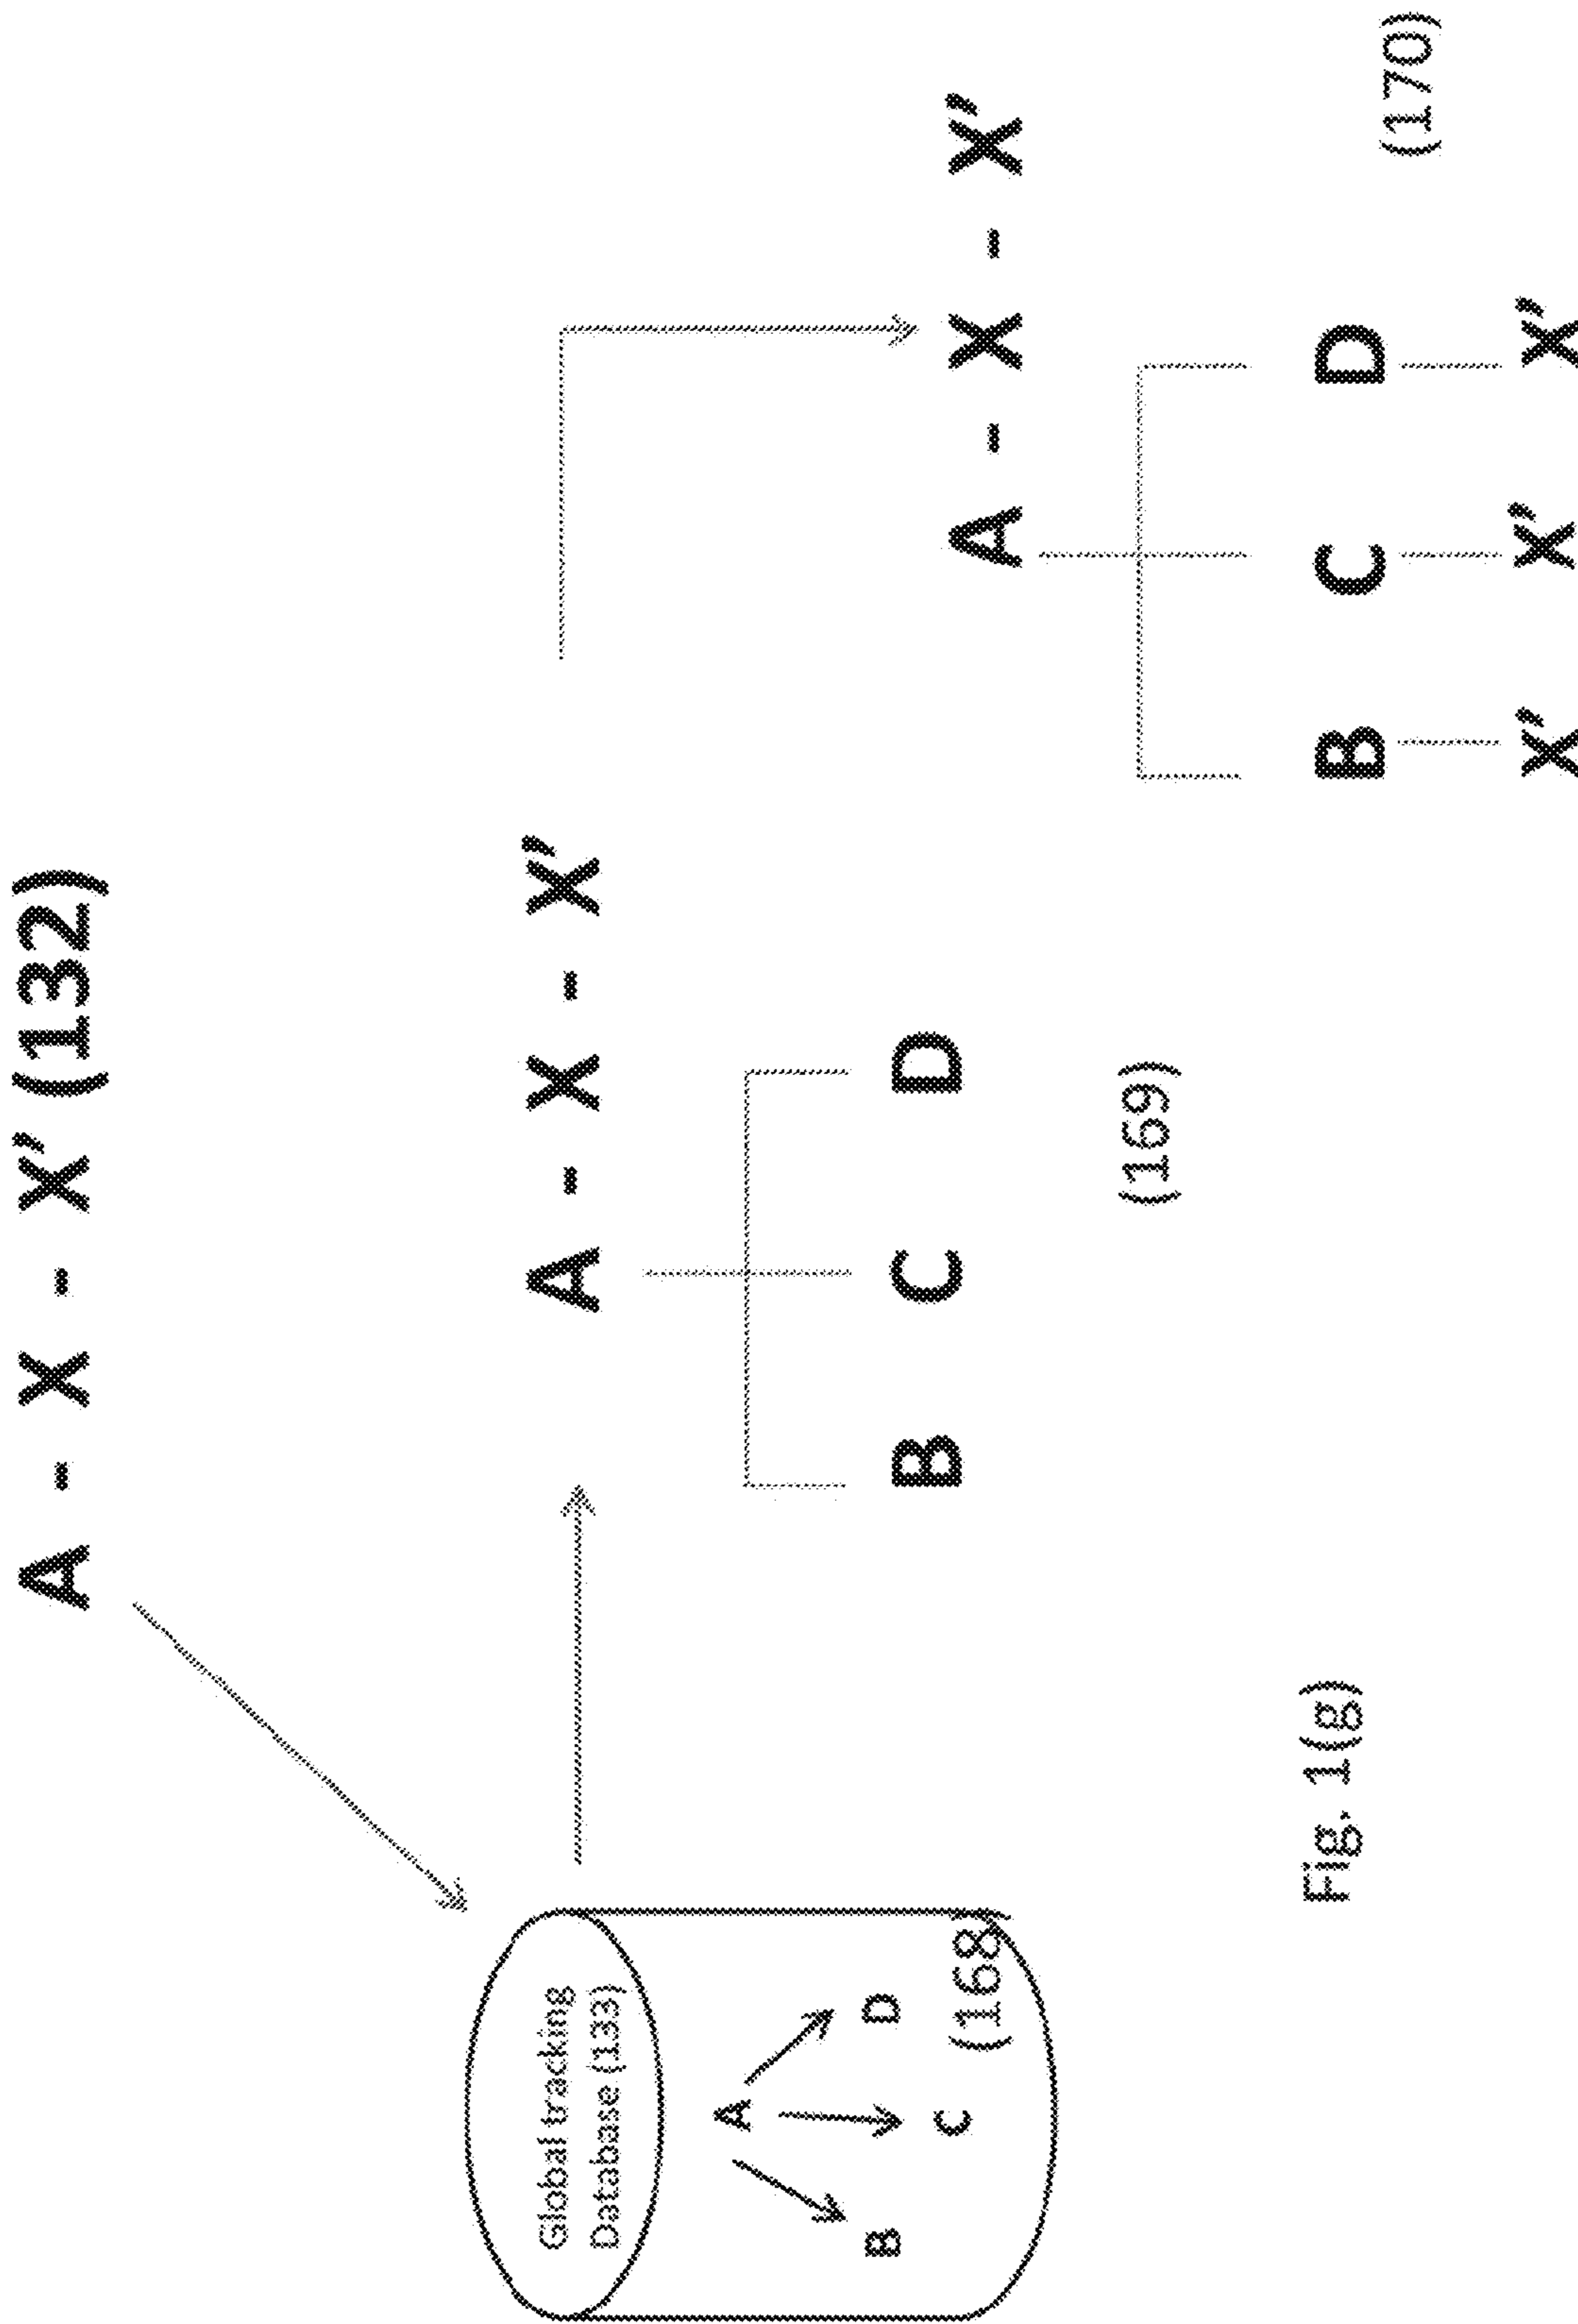 A - X - X' (132)
Global tracking
Database (133)
A
B D
C
(168)
A - X - X'
B C D
(169)
A - X - X'
B C D
X' X' X'
(170)
Fig. 1(g)